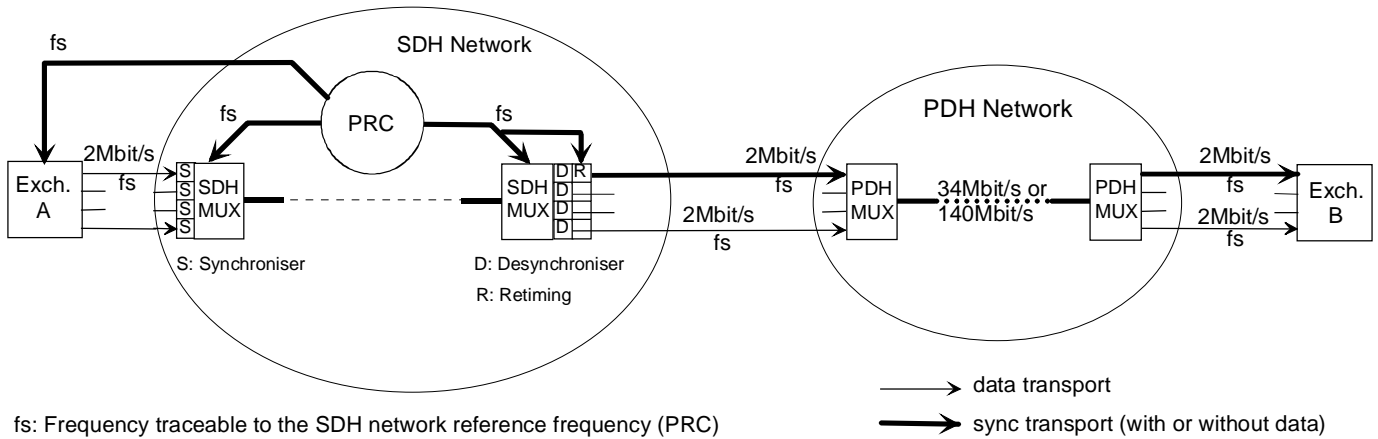 fs
SDH Network
PRC
fs
fs
PDH Network
2Mbit/s
fs
Exch.
A
S
S
S
S
SDH
MUX
SDH
MUX
D
R
D
D
D
2Mbit/s
fs
2Mbit/s
fs
PDH
MUX
34Mbit/s or
140Mbit/s
PDH
MUX
2Mbit/s
fs
2Mbit/s
fs
Exch.
B
S: Synchroniser
D: Desynchroniser
R: Retiming
data transport
fs: Frequency traceable to the SDH network reference frequency (PRC)
sync transport (with or without data)